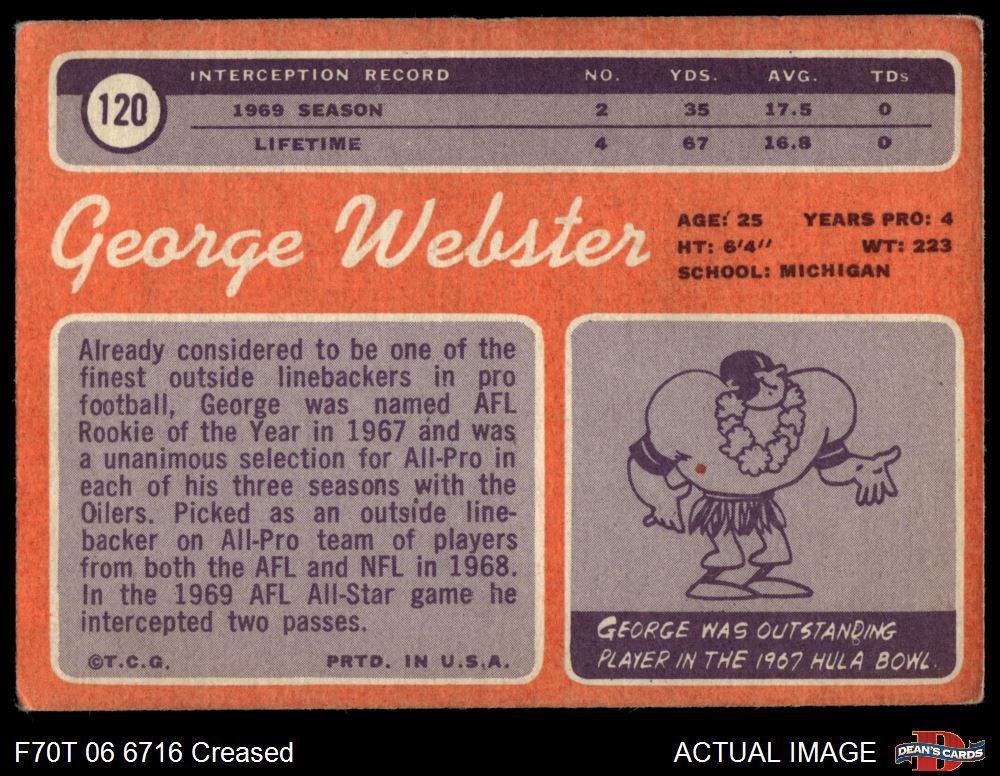 120
INTERCEPTION RECORD NO. YDS. AVG. TDs
1969 SEASON 2 35 17.5 0
LIFETIME 4 67 16.8 0
George Webster
AGE: 25 YEARS PRO: 4
HT: 6'4'' WT: 223
SCHOOL: MICHIGAN
Already considered to be one of the
finest outside linebackers in pro
football, George was named AFL
Rookie of the Year in 1967 and was
a unanimous selection for All-Pro in
each of his three seasons with the
Oilers. Picked as an outside line-
backer on All-Pro team of players
from both the AFL and NFL in 1968.
In the 1969 AFL All-Star game he
intercepted two passes.
©T.C.G. PRTD. IN U.S.A.
GEORGE WAS OUTSTANDING
PLAYER IN THE 1967 HULA BOWL.
F70T 06 6716 Creased
ACTUAL IMAGE
D
DEAN'S CARDS